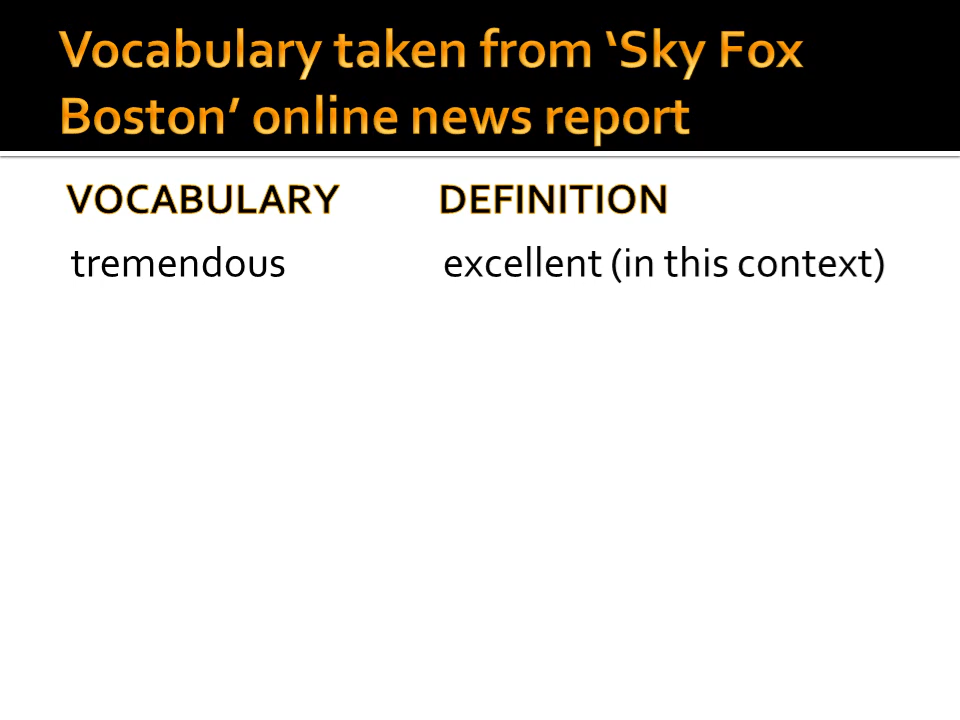 Vocabulary taken from ‘Sky Fox
Boston’ online news report
VOCABULARY DEFINITION
tremendous excellent (in this context)